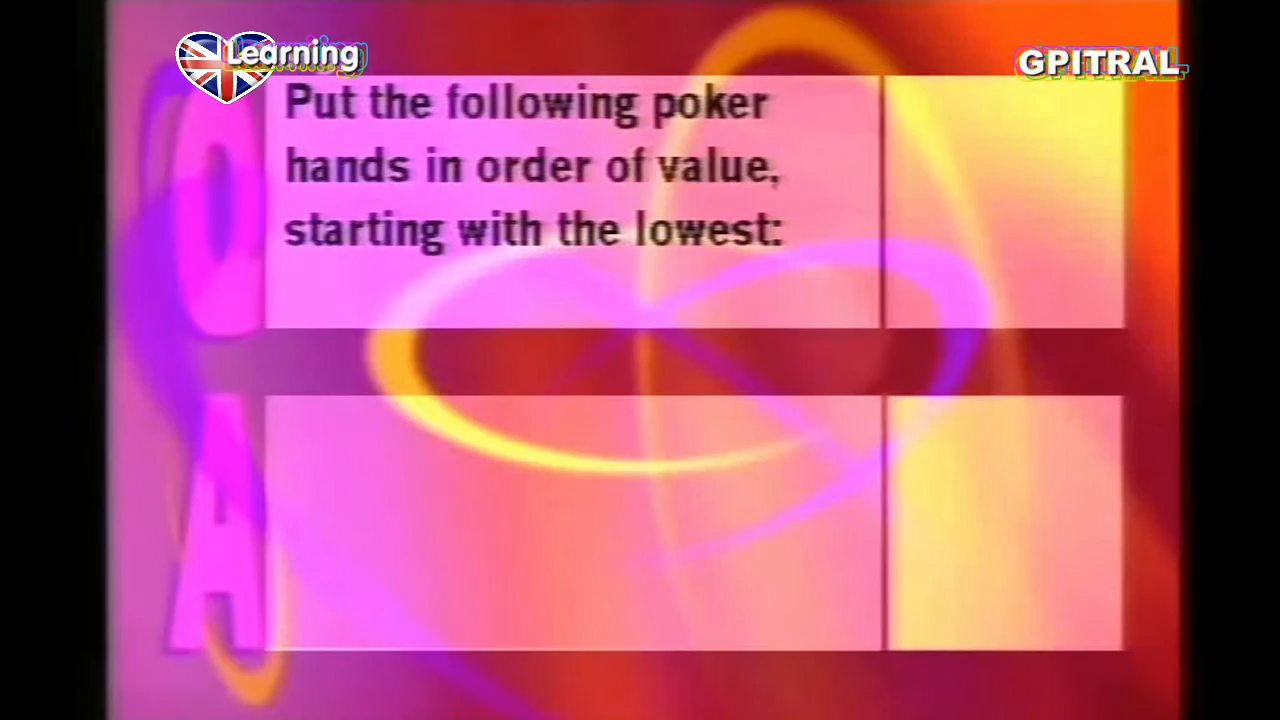 Learning
GPITRAL
Put the following poker
hands in order of value,
starting with the lowest:
Q
A